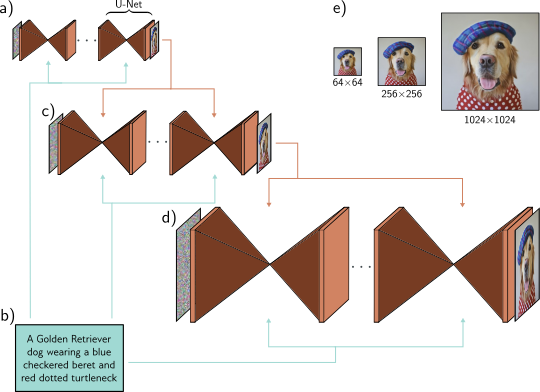 a)
U-Net
e)
64×64
256×256
1024×1024
c)
d)
b)
A Golden Retriever
dog wearing a blue
checkered beret and
red dotted turtleneck